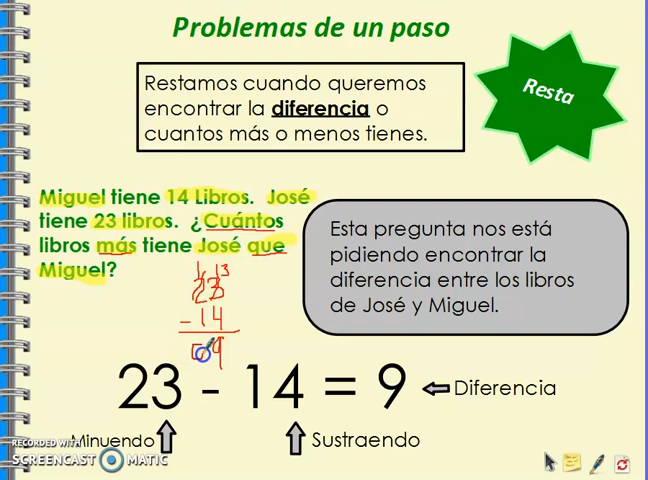 Problemas de un paso
Restamos cuando queremos
encontrar la diferencia o
cuantos más o menos tienes.
Resta
Miguel tiene 14 Libros. José
tiene 23 libros. ¿Cuántos
libros más tiene José que
Miguel?
Esta pregunta nos está
pidiendo encontrar la
diferencia entre los libros
de José y Miguel.
1 13
23
- 14
09
23 - 14 = 9
Diferencia
Minuendo
Sustraendo
RECORDED WITH
SCREENCAST MATIC